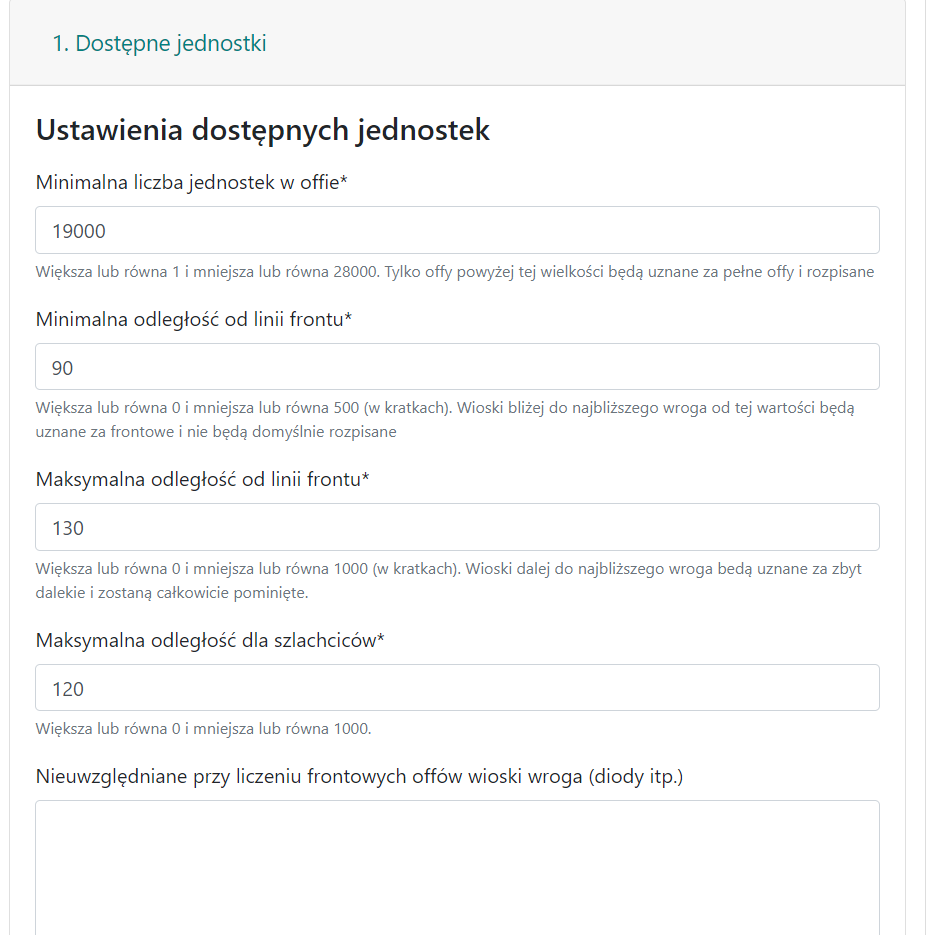 1. Dostępne jednostki
Ustawienia dostępnych jednostek
Minimalna liczba jednostek w offie*
19000
Większa lub równa 1 i mniejsza lub równa 28000. Tylko offy powyżej tej wielkości będą uznane za pełne offy i rozpisane
Minimalna odległość od linii frontu*
90
Większa lub równa 0 i mniejsza lub równa 500 (w kratkach). Wioski bliżej do najbliższego wroga od tej wartości będą
uznane za frontowe i nie będą domyślnie rozpisane
Maksymalna odległość od linii frontu*
130
Większa lub równa 0 i mniejsza lub równa 1000 (w kratkach). Wioski dalej do najbliższego wroga bedą uznane za zbyt
dalekie i zostaną całkowicie pominięte.
Maksymalna odległość dla szlachciców*
120
Większa lub równa 0 i mniejsza lub równa 1000.
Nieuwzględniane przy liczeniu frontowych offów wioski wroga (diody itp.)